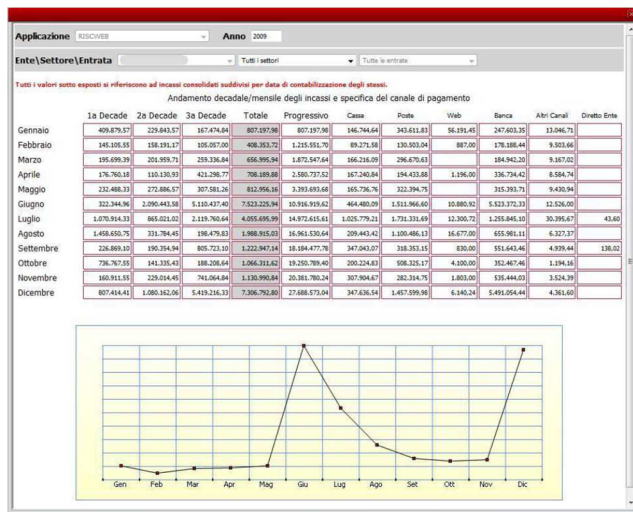 Applicazione RISCWEB Anno 2009
Ente\Settore\Entrata Tutti i settori Tutte le entrate
Tutti i valori sotto esposti si riferiscono ad incassi consolidati suddivisi per data di contabilizzazione degli stessi.
Andamento decadale/mensile degli incassi e specifica del canale di pagamento
1a Decade 2a Decade 3a Decade Totale Progressivo Cassa Poste Web Banca Altri Canali Diretto Ente
Gennaio 409.879,57 229.843,57 167.474,84 807.197,98 807.197,98 146.744,64 343.611,83 56.191,45 247.603,35 13.046,71
Febbraio 145.105,55 158.191,17 105.057,00 408.353,72 1.215.551,70 89.271,58 130.503,04 887,00 178.188,44 9.503,66
Marzo 195.699,39 201.959,71 259.336,84 656.995,94 1.872.547,64 166.216,09 296.670,63 184.942,20 9.167,02
Aprile 176.760,18 110.130,93 421.298,77 708.189,88 2.580.737,52 167.240,84 194.433,88 1.196,00 336.734,42 8.584,74
Maggio 232.488,33 272.886,57 307.581,26 812.956,16 3.393.693,68 165.736,76 322.394,75 315.393,71 9.430,94
Giugno 322.344,96 2.090.443,58 5.110.437,40 7.523.225,94 10.916.919,62 464.480,09 1.511.966,60 10.880,92 5.523.372,33 12.526,00
Luglio 1.070.914,33 865.021,02 2.119.760,64 4.055.695,99 14.972.615,61 1.025.779,21 1.731.331,69 12.300,72 1.255.845,10 30.395,67 43,60
Agosto 1.458.650,75 331.784,45 198.479,83 1.988.915,03 16.961.530,64 209.443,42 1.100.486,13 16.677,00 655.981,11 6.327,37
Settembre 226.869,10 190.354,94 805.723,10 1.222.947,14 18.184.477,78 347.043,07 318.353,15 830,00 551.643,46 4.939,44 138,02
Ottobre 736.767,55 141.335,43 188.208,64 1.066.311,62 19.250.789,40 200.224,83 508.325,17 4.100,00 352.467,46 1.194,16
Novembre 160.911,55 229.014,45 741.064,84 1.130.990,84 20.381.780,24 307.904,67 282.314,75 1.803,00 535.444,03 3.524,39
Dicembre 807.414,41 1.080.162,06 5.419.216,33 7.306.792,80 27.688.573,04 347.636,54 1.457.599,98 6.140,24 5.491.054,44 4.361,60
Gen Feb Mar Apr Mag Giu Lug Ago Set Ott Nov Dic